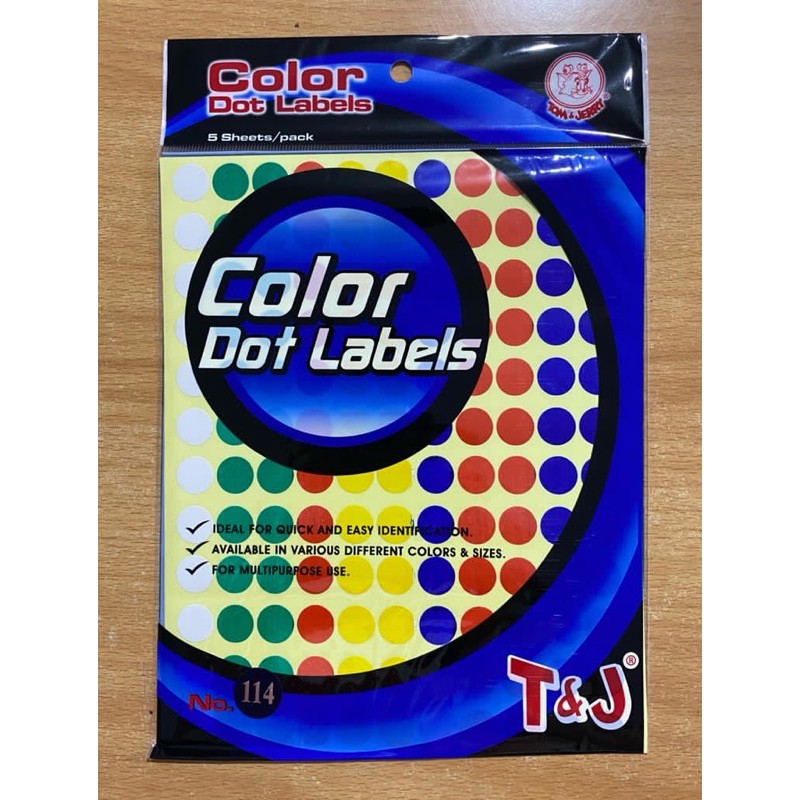 Color
Dot Labels
5 Sheets/pack
TOM & JERRY
®
Color
Dot Labels
IDEAL FOR QUICK AND EASY IDENTIFICATION.
AVAILABLE IN VARIOUS DIFFERENT COLORS & SIZES.
FOR MULTIPURPOSE USE.
No. 114
T&J®